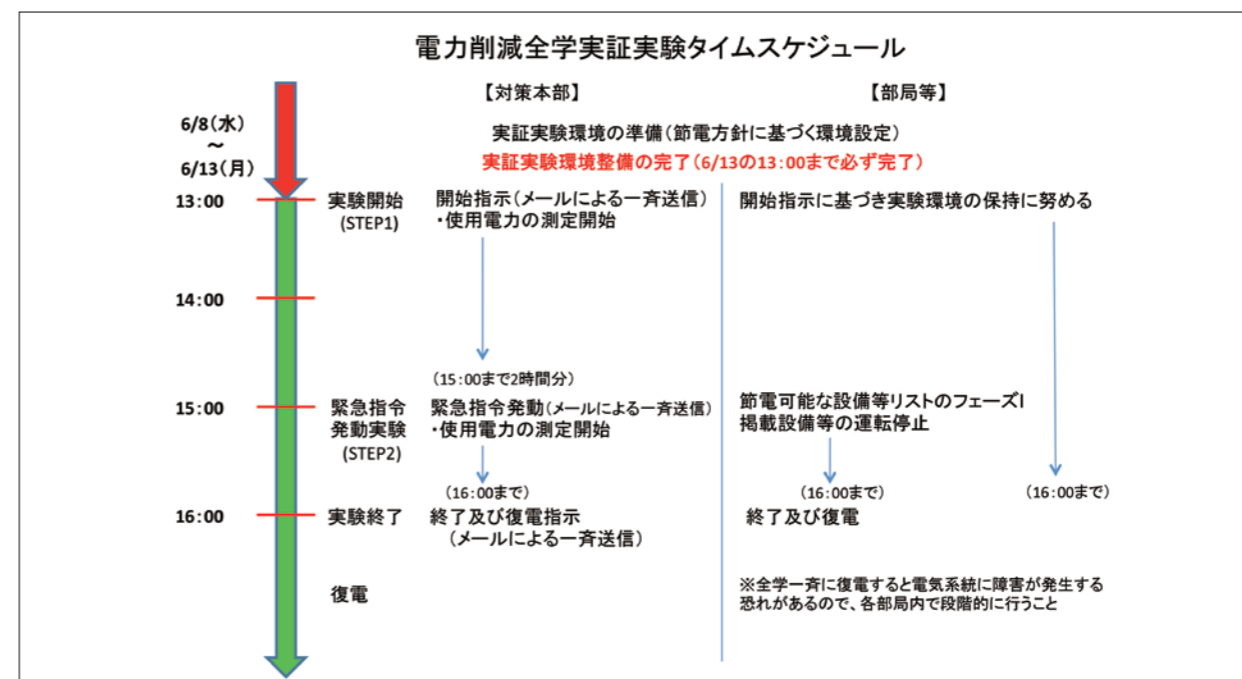 電力削減全学実証実験タイムスケジュール
【対策本部】
【部局等】
6/8(水)
～
6/13(月)
実証実験環境の準備(節電方針に基づく環境設定)
実証実験環境整備の完了(6/13の13:00まで必ず完了)
13:00
実験開始
(STEP1)
開始指示(メールによる一斉送信)
・使用電力の測定開始
開始指示に基づき実験環境の保持に努める
14:00
(15:00まで2時間分)
15:00
緊急指令
発動実験
(STEP2)
緊急指令発動(メールによる一斉送信)
・使用電力の測定開始
節電可能な設備等リストのフェーズⅠ
掲載設備等の運転停止
(16:00まで)
(16:00まで)
(16:00まで)
16:00
実験終了
終了及び復電指示
(メールによる一斉送信)
終了及び復電
復電
※全学一斉に復電すると電気系統に障害が発生する
恐れがあるので、各部局内で段階的に行うこと